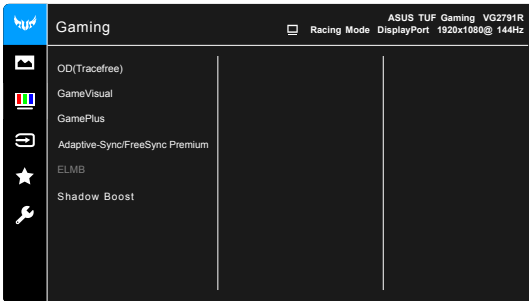 Gaming
ASUS TUF Gaming VG2791R
Racing Mode DisplayPort 1920x1080@ 144Hz
OD(Tracefree)
GameVisual
GamePlus
Adaptive-Sync/FreeSync Premium
ELMB
Shadow Boost